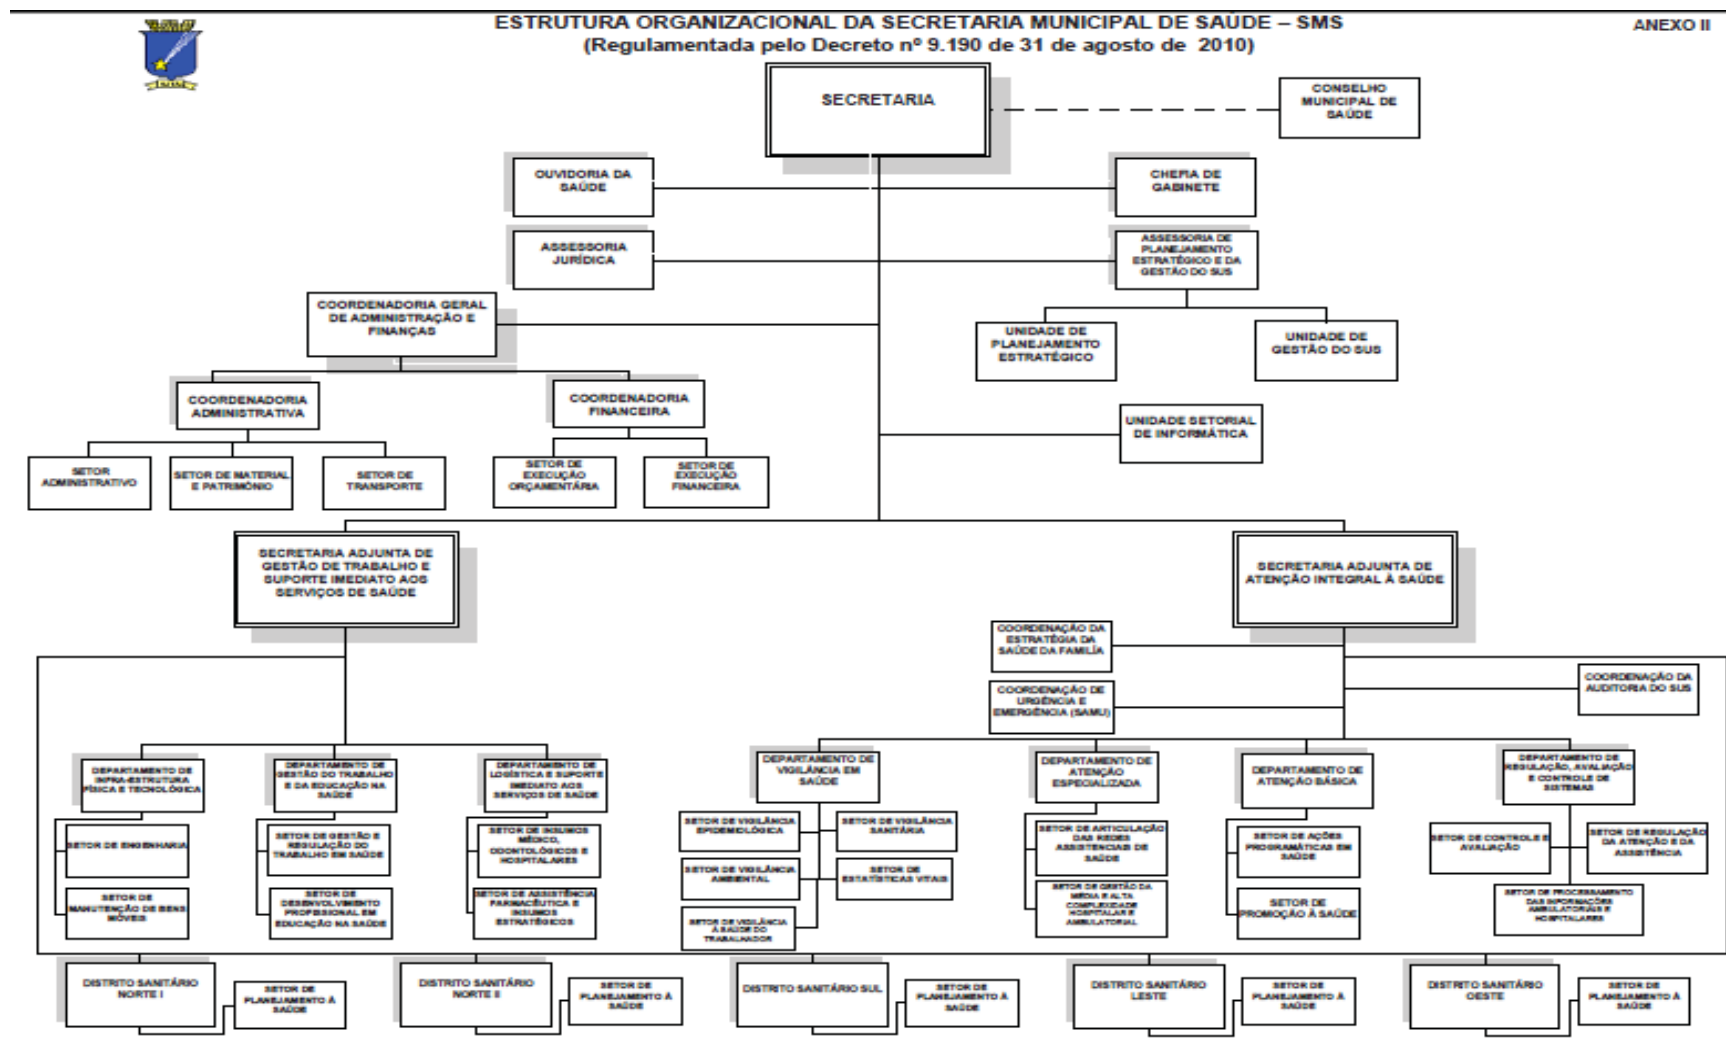 ESTRUTURA ORGANIZACIONAL DA SECRETARIA MUNICIPAL DE SAÚDE – SMS
(Regulamentada pelo Decreto nº 9.190 de 31 de agosto de 2010)
ANEXO II
SECRETARIA
CONSELHO
MUNICIPAL DE
SAÚDE
OUVIDORIA DA
SAÚDE
CHEFIA DE
GABINETE
ASSESSORIA
JURÍDICA
ASSESSORIA DE
PLANEJAMENTO
ESTRATÉGICO E DA
GESTÃO DO SUS
COORDENADORIA GERAL
DE ADMINISTRAÇÃO E
FINANÇAS
UNIDADE DE
PLANEJAMENTO
ESTRATÉGICO
UNIDADE DE
GESTÃO DO SUS
COORDENADORIA
ADMINISTRATIVA
COORDENADORIA
FINANCEIRA
UNIDADE SETORIAL
DE INFORMÁTICA
SETOR
ADMINISTRATIVO
SETOR DE MATERIAL
E PATRIMÔNIO
SETOR DE
TRANSPORTE
SETOR DE
EXECUÇÃO
ORÇAMENTÁRIA
SETOR DE
EXECUÇÃO
FINANCEIRA
SECRETARIA ADJUNTA DE
GESTÃO DE TRABALHO E
SUPORTE IMEDIATO AOS
SERVIÇOS DE SAÚDE
SECRETARIA ADJUNTA DE
ATENÇÃO INTEGRAL À SAÚDE
COORDENAÇÃO DA
ESTRATÉGIA DA
SAÚDE DA FAMILÍA
COORDENAÇÃO DA
AUDITORIA DO SUS
COORDENAÇÃO DE
URGÊNCIA E
EMERGÊNCIA (SAMU)
DEPARTAMENTO DE
INFRA-ESTRUTURA
FÍSICA E TECNOLÓGICA
DEPARTAMENTO DE
GESTÃO DO TRABALHO
E DA EDUCAÇÃO NA
SAÚDE
DEPARTAMENTO DE
LOGÍSTICA E SUPORTE
IMEDIATO AOS
SERVIÇOS DE SAÚDE
DEPARTAMENTO DE
VIGILÂNCIA EM
SAÚDE
DEPARTAMENTO DE
ATENÇÃO
ESPECIALIZADA
DEPARTAMENTO DE
ATENÇÃO BÁSICA
DEPARTAMENTO DE
REGULAÇÃO, AVALIAÇÃO
E CONTROLE DE
SISTEMAS
SETOR DE ENGENHARIA
SETOR DE GESTÃO E
REGULAÇÃO DO
TRABALHO EM SAÚDE
SETOR DE INSUMOS
MÉDICO,
ODONTOLÓGICOS E
HOSPITALARES
SETOR DE VIGILÂNCIA
EPIDEMIOLÓGICA
SETOR DE VIGILÂNCIA
SANITÁRIA
SETOR DE ARTICULAÇÃO
DAS REDES
ASSISTENCIAIS DE
SAÚDE
SETOR DE AÇÕES
PROGRAMÁTICAS EM
SAÚDE
SETOR DE CONTROLE E
AVALIAÇÃO
SETOR DE REGULAÇÃO
DA ATENÇÃO E DA
ASSISTÊNCIA
SETOR DE
MANUTENÇÃO DE BENS
MÓVEIS
SETOR DE
DESENVOLVIMENTO
PROFISSIONAL EM
EDUCAÇÃO NA SAÚDE
SETOR DE ASSISTÊNCIA
FARMACÊUTICA E
INSUMOS
ESTRATÉGICOS
SETOR DE VIGILÂNCIA
AMBIENTAL
SETOR DE
ESTATÍSTICAS VITAIS
SETOR DE GESTÃO DA
MÉDIA E ALTA
COMPLEXIDADE
HOSPITALAR E
AMBULATORIAL
SETOR DE
PROMOÇÃO À SAÚDE
SETOR DE PROCESSAMENTO
DAS INFORMAÇÕES
AMBULATORIAIS E
HOSPITALARES
SETOR DE VIGILÂNCIA
À SAÚDE DO
TRABALHADOR
DISTRITO SANITÁRIO
NORTE I
SETOR DE
PLANEJAMENTO À
SAÚDE
DISTRITO SANITÁRIO
NORTE II
SETOR DE
PLANEJAMENTO À
SAÚDE
DISTRITO SANITÁRIO SUL
SETOR DE
PLANEJAMENTO À
SAÚDE
DISTRITO SANITÁRIO
LESTE
SETOR DE
PLANEJAMENTO À
SAÚDE
DISTRITO SANITÁRIO
OESTE
SETOR DE
PLANEJAMENTO À
SAÚDE